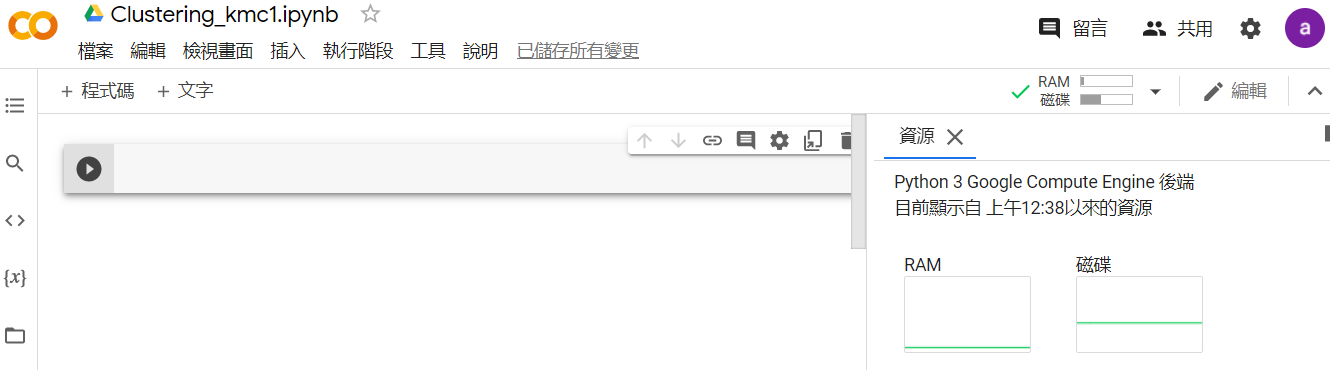 Clustering_kmc1.ipynb
檔案 編輯 檢視畫面 插入 執行階段 工具 說明 已儲存所有變更
留言 共用 a
+ 程式碼 + 文字
RAM
磁碟
編輯
{x}
資源
Python 3 Google Compute Engine 後端
目前顯示自 上午12:38以來的資源
RAM 磁碟